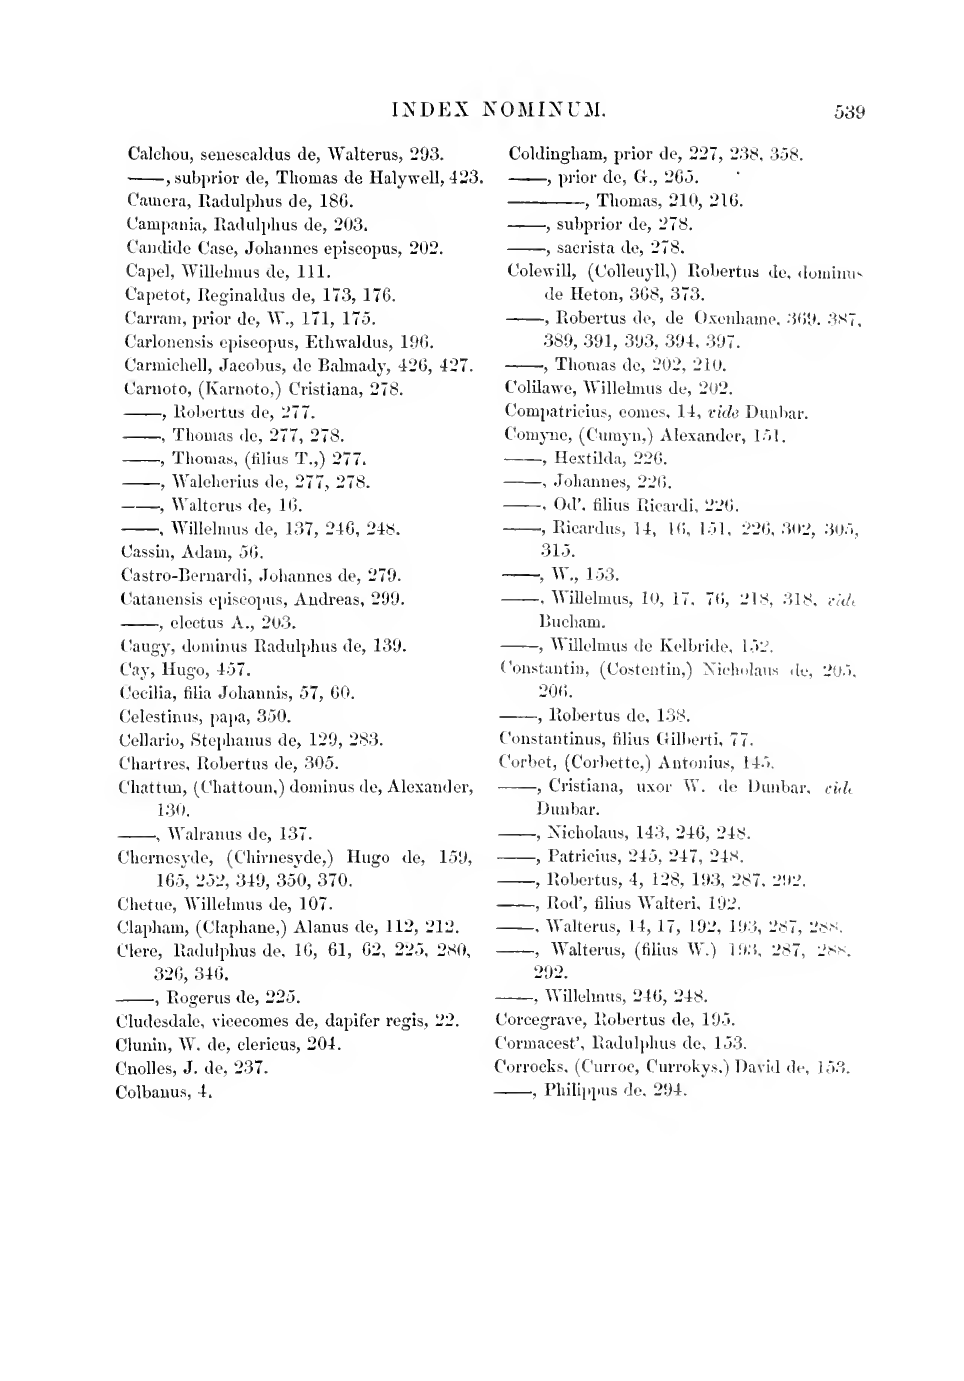 INDEX NOMINUM. 539
Calchou, senescaldus de, Walterus, 293.
——, subprior de, Thomas de Halywell, 423.
Camera, Radulphus de, 186.
Campania, Radulphus de, 203.
Candide Case, Johannes episcopus, 202.
Capel, Willelmus de, 111.
Capetot, Reginaldus de, 173, 176.
Carram, prior de, W., 171, 175.
Carlonensis episcopus, Ethwaldus, 196.
Carmichell, Jacobus, de Balmady, 426, 427.
Carnoto, (Karnoto,) Cristiana, 278.
——, Robertus de, 277.
——, Thomas de, 277, 278.
——, Thomas, (filius T.,) 277.
——, Walcherius de, 277, 278.
——, Walterus de, 16.
——, Willelmus de, 137, 246, 248.
Cassin, Adam, 56.
Castro-Bernardi, Johannes de, 279.
Catanensis episcopus, Andreas, 299.
——, electus A., 203.
Caugy, dominus Radulphus de, 139.
Cay, Hugo, 457.
Cecilia, filia Johannis, 57, 60.
Celestinus, papa, 350.
Cellario, Stephanus de, 129, 283.
Chartres, Robertus de, 305.
Chattun, (Chattoun,) dominus de, Alexander,
130.
——, Walranus de, 137.
Chernesyde, (Chirnesyde,) Hugo de, 159,
165, 252, 349, 350, 370.
Chetue, Willelmus de, 107.
Clapham, (Claphane,) Alanus de, 112, 212.
Clere, Radulphus de, 16, 61, 62, 225, 280,
326, 346.
——, Rogerus de, 225.
Cludesdale, vicecomes de, dapifer regis, 22.
Clunin, W. de, clericus, 204.
Cnolles, J. de, 237.
Colbanus, 4.
Coldingham, prior de, 227, 238, 358.
——, prior de, G., 265.
————, Thomas, 210, 216.
——, subprior de, 278.
——, sacrista de, 278.
Colewill, (Colleuyll,) Robertus de, dominus
de Heton, 368, 373.
——, Robertus de, de Oxenhame, 369, 387,
389, 391, 393, 394, 397.
——, Thomas de, 202, 210.
Colilawe, Willelmus de, 202.
Compatricius, comes, 14, vide Dunbar.
Comyne, (Cumyn,) Alexander, 151.
——, Hextilda, 226.
——, Johannes, 226.
——, Od', filius Ricardi, 226.
——, Ricardus, 14, 16, 151, 226, 302, 305,
315.
——, W., 153.
——, Willelmus, 10, 17, 76, 218, 318, vide
Bucham.
——, Willelmus de Kelbride, 152.
Constantin, (Costentin,) Nicholaus de, 205,
206.
——, Robertus de, 138.
Constantinus, filius Gilberti, 77.
Corbet, (Corbette,) Antonius, 145.
——, Cristiana, uxor W. de Dunbar, vide
Dunbar.
——, Nicholaus, 143, 246, 248.
——, Patricius, 245, 247, 248.
——, Robertus, 4, 128, 193, 287, 292.
——, Rod', filius Walteri, 192.
——, Walterus, 14, 17, 192, 193, 287, 288.
——, Walterus, (filius W.) 193, 287, 288,
292.
——, Willelmus, 246, 248.
Corcegrave, Robertus de, 195.
Cormacest', Radulphus de, 153.
Corrocks, (Curroc, Currokys,) David de, 153.
——, Philippus de, 294.